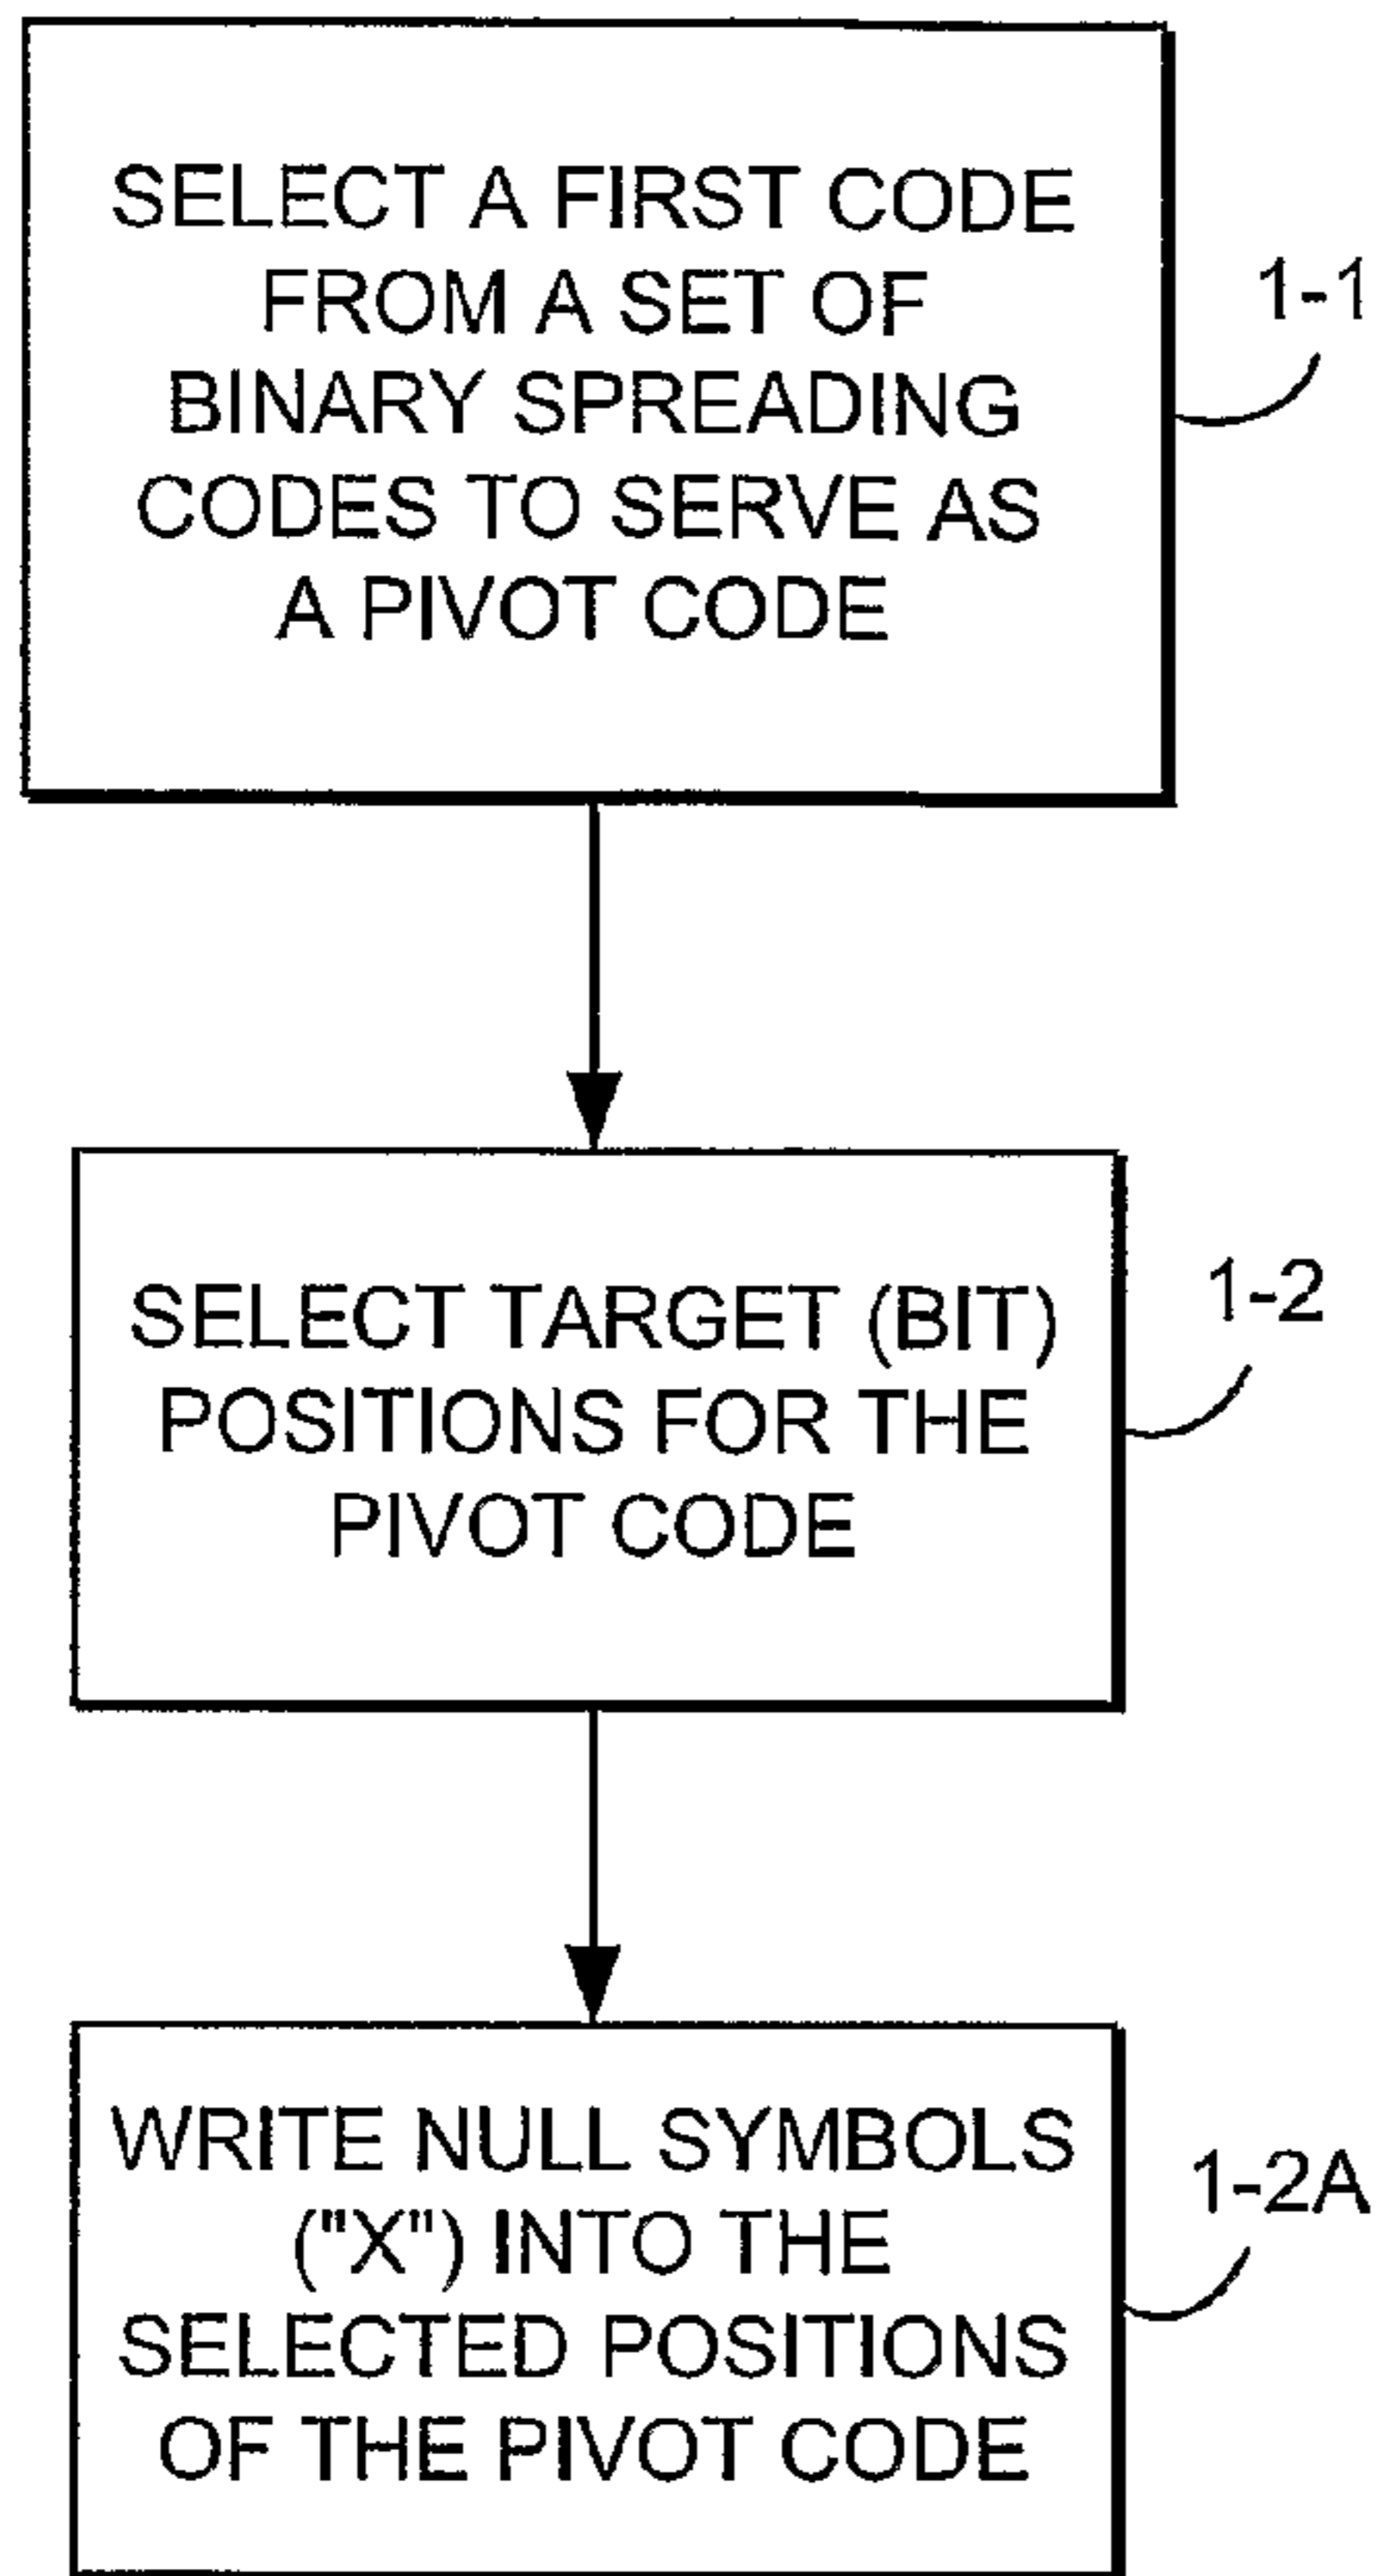 SELECT A FIRST CODE
FROM A SET OF
BINARY SPREADING
CODES TO SERVE AS
A PIVOT CODE
1-1
SELECT TARGET (BIT)
POSITIONS FOR THE
PIVOT CODE
1-2
WRITE NULL SYMBOLS
("X") INTO THE
SELECTED POSITIONS
OF THE PIVOT CODE
1-2A